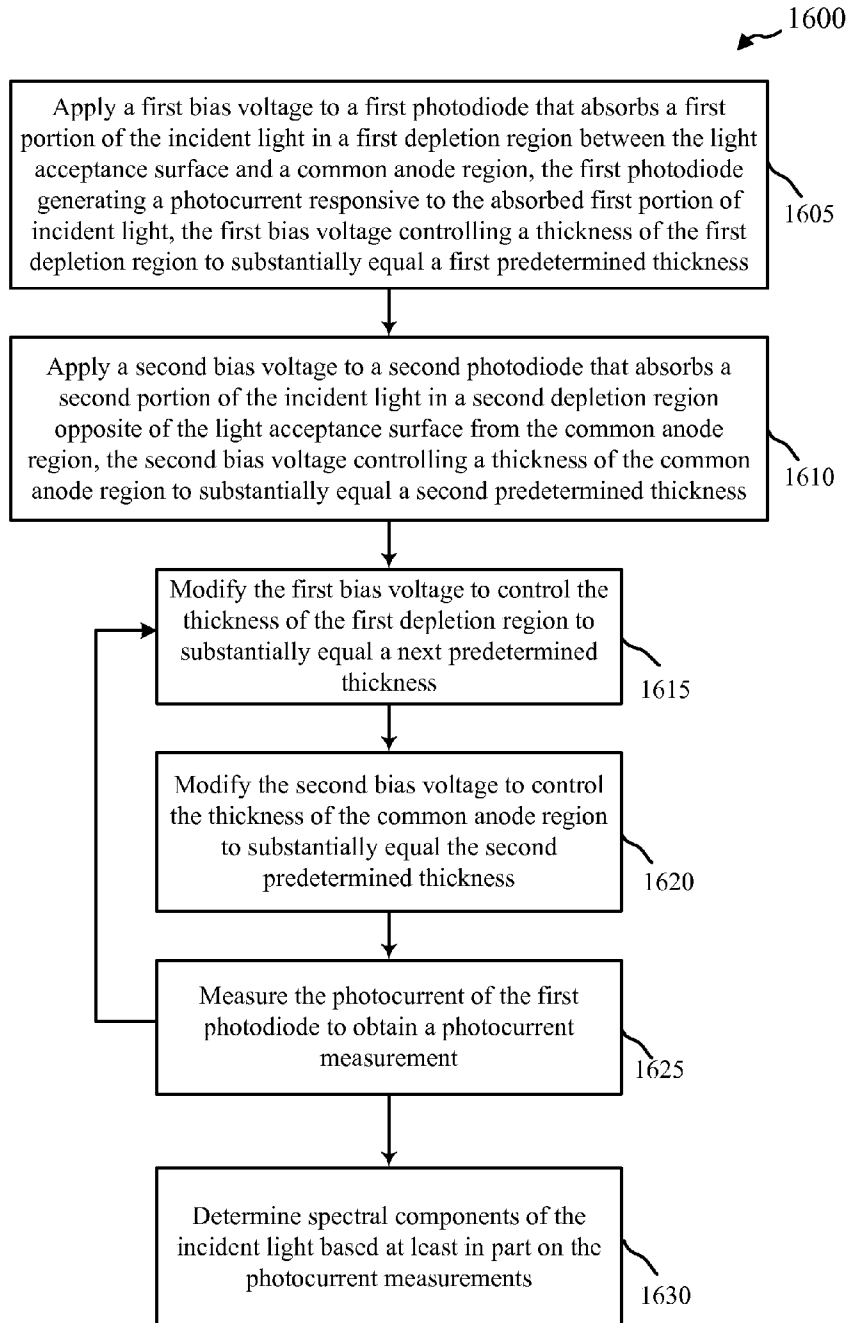 1600
Apply a first bias voltage to a first photodiode that absorbs a first
portion of the incident light in a first depletion region between the light
acceptance surface and a common anode region, the first photodiode
generating a photocurrent responsive to the absorbed first portion of
incident light, the first bias voltage controlling a thickness of the first
depletion region to substantially equal a first predetermined thickness
1605
Apply a second bias voltage to a second photodiode that absorbs a
second portion of the incident light in a second depletion region
opposite of the light acceptance surface from the common anode
region, the second bias voltage controlling a thickness of the common
anode region to substantially equal a second predetermined thickness
1610
Modify the first bias voltage to control the
thickness of the first depletion region to
substantially equal a next predetermined
thickness
1615
Modify the second bias voltage to control
the thickness of the common anode region
to substantially equal the second
predetermined thickness
1620
Measure the photocurrent of the first
photodiode to obtain a photocurrent
measurement
1625
Determine spectral components of the
incident light based at least in part on the
photocurrent measurements
1630